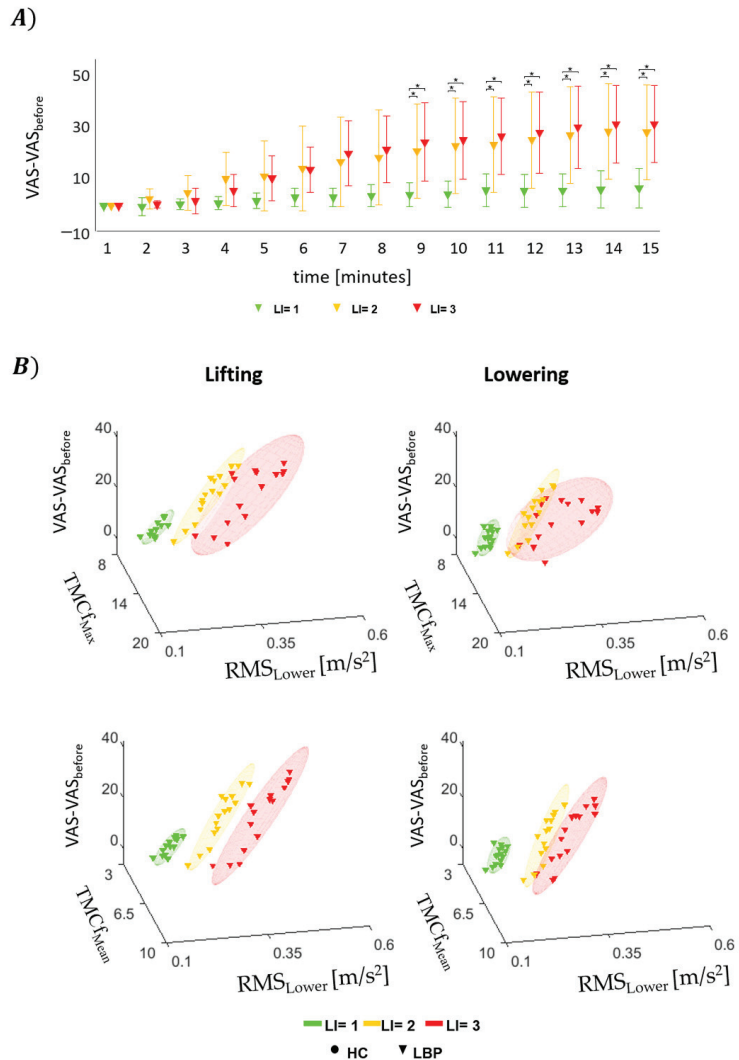 A)
50
30
10
–10
VAS-VASbefore
* * * * * * *
* * * * * * *
1 2 3 4 5 6 7 8 9 10 11 12 13 14 15
time [minutes]
LI= 1 LI= 2 LI= 3
B)
Lifting Lowering
40
20
0
VAS-VASbefore
8
14
20
TMCfMax
0.1
0.35
0.6
RMSLower [m/s²]
40
20
0
VAS-VASbefore
8
14
20
TMCfMax
0.1
0.35
0.6
RMSLower [m/s²]
40
20
0
VAS-VASbefore
3
6.5
10
TMCfMean
0.1
0.35
0.6
RMSLower [m/s²]
40
20
0
VAS-VASbefore
3
6.5
10
TMCfMean
0.1
0.35
0.6
RMSLower [m/s²]
LI= 1 LI= 2 LI= 3
HC LBP